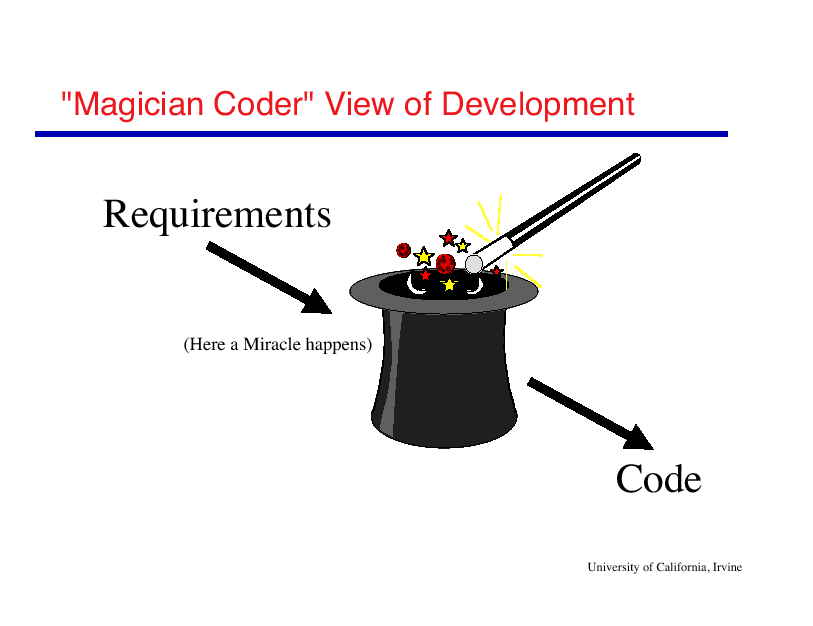 "Magician Coder" View of Development
Requirements
(Here a Miracle happens)
Code
University of California, Irvine